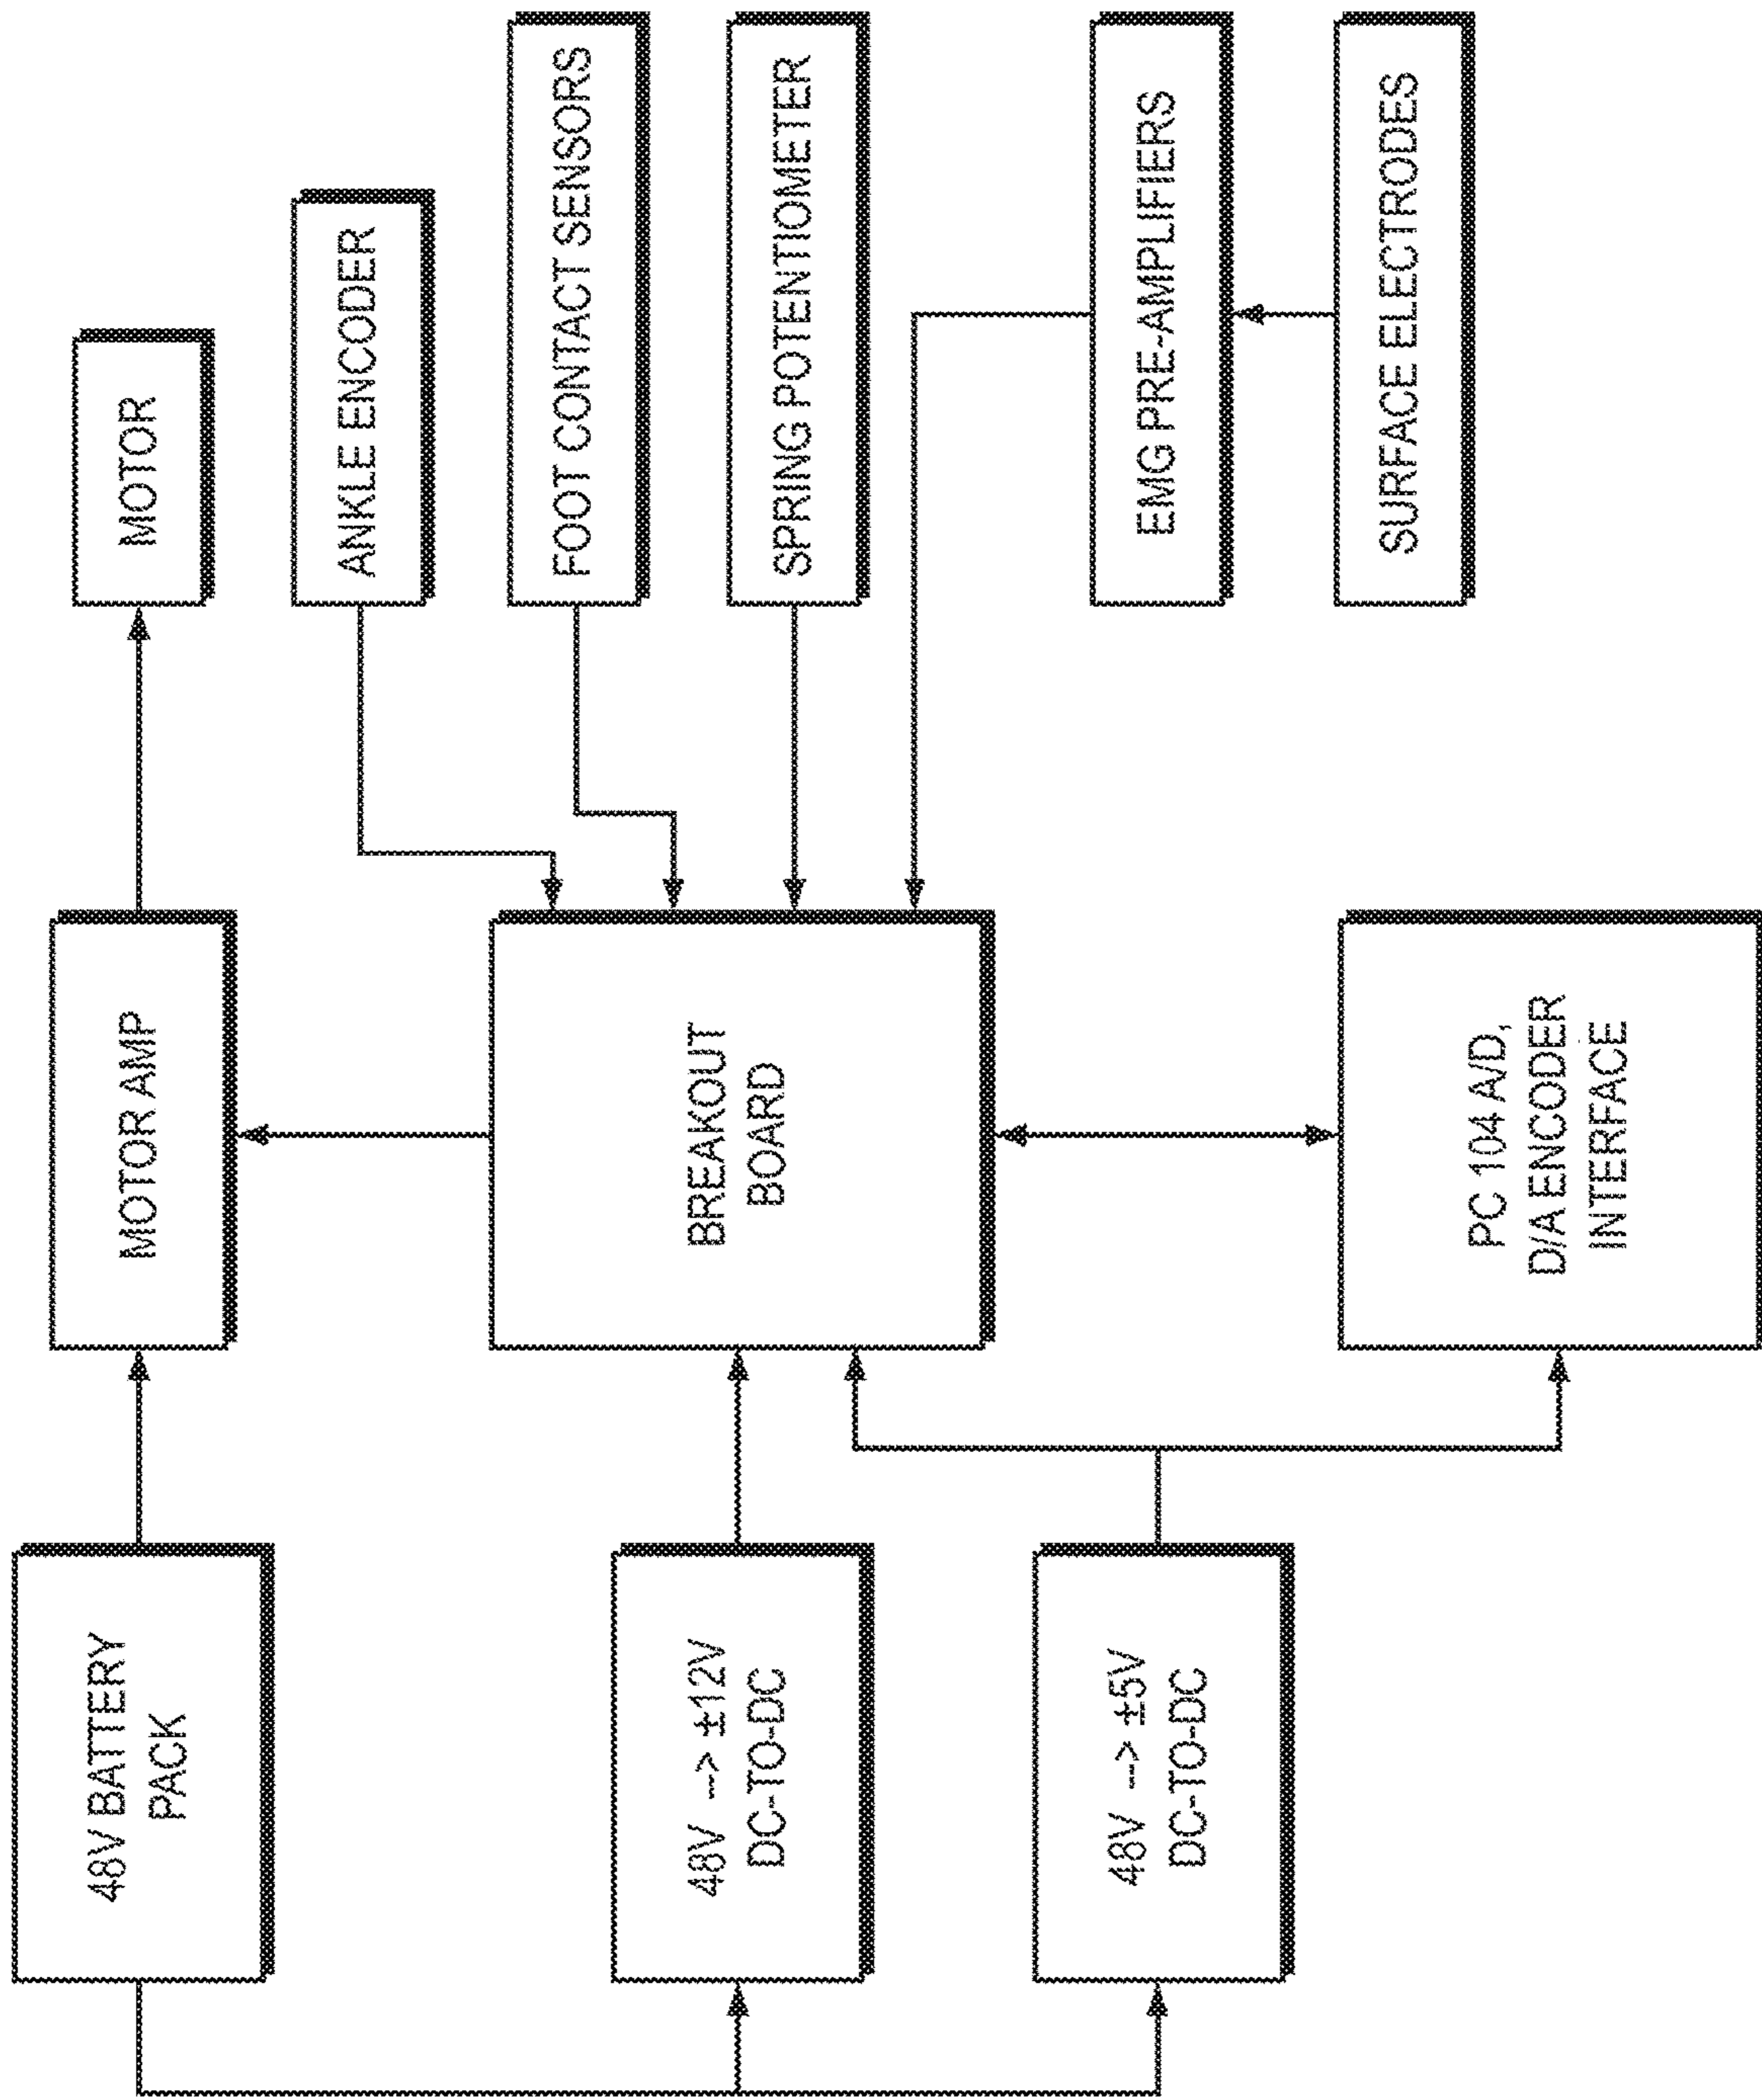 48V BATTERY
PACK
MOTOR AMP
MOTOR
ANKLE ENCODER
FOOT CONTACT SENSORS
48V --> ±12V
DC-TO-DC
BREAKOUT
BOARD
SPRING POTENTIOMETER
48V --> ±5V
DC-TO-DC
EMG PRE-AMPLIFIERS
PC 104 A/D,
D/A ENCODER
INTERFACE
SURFACE ELECTRODES